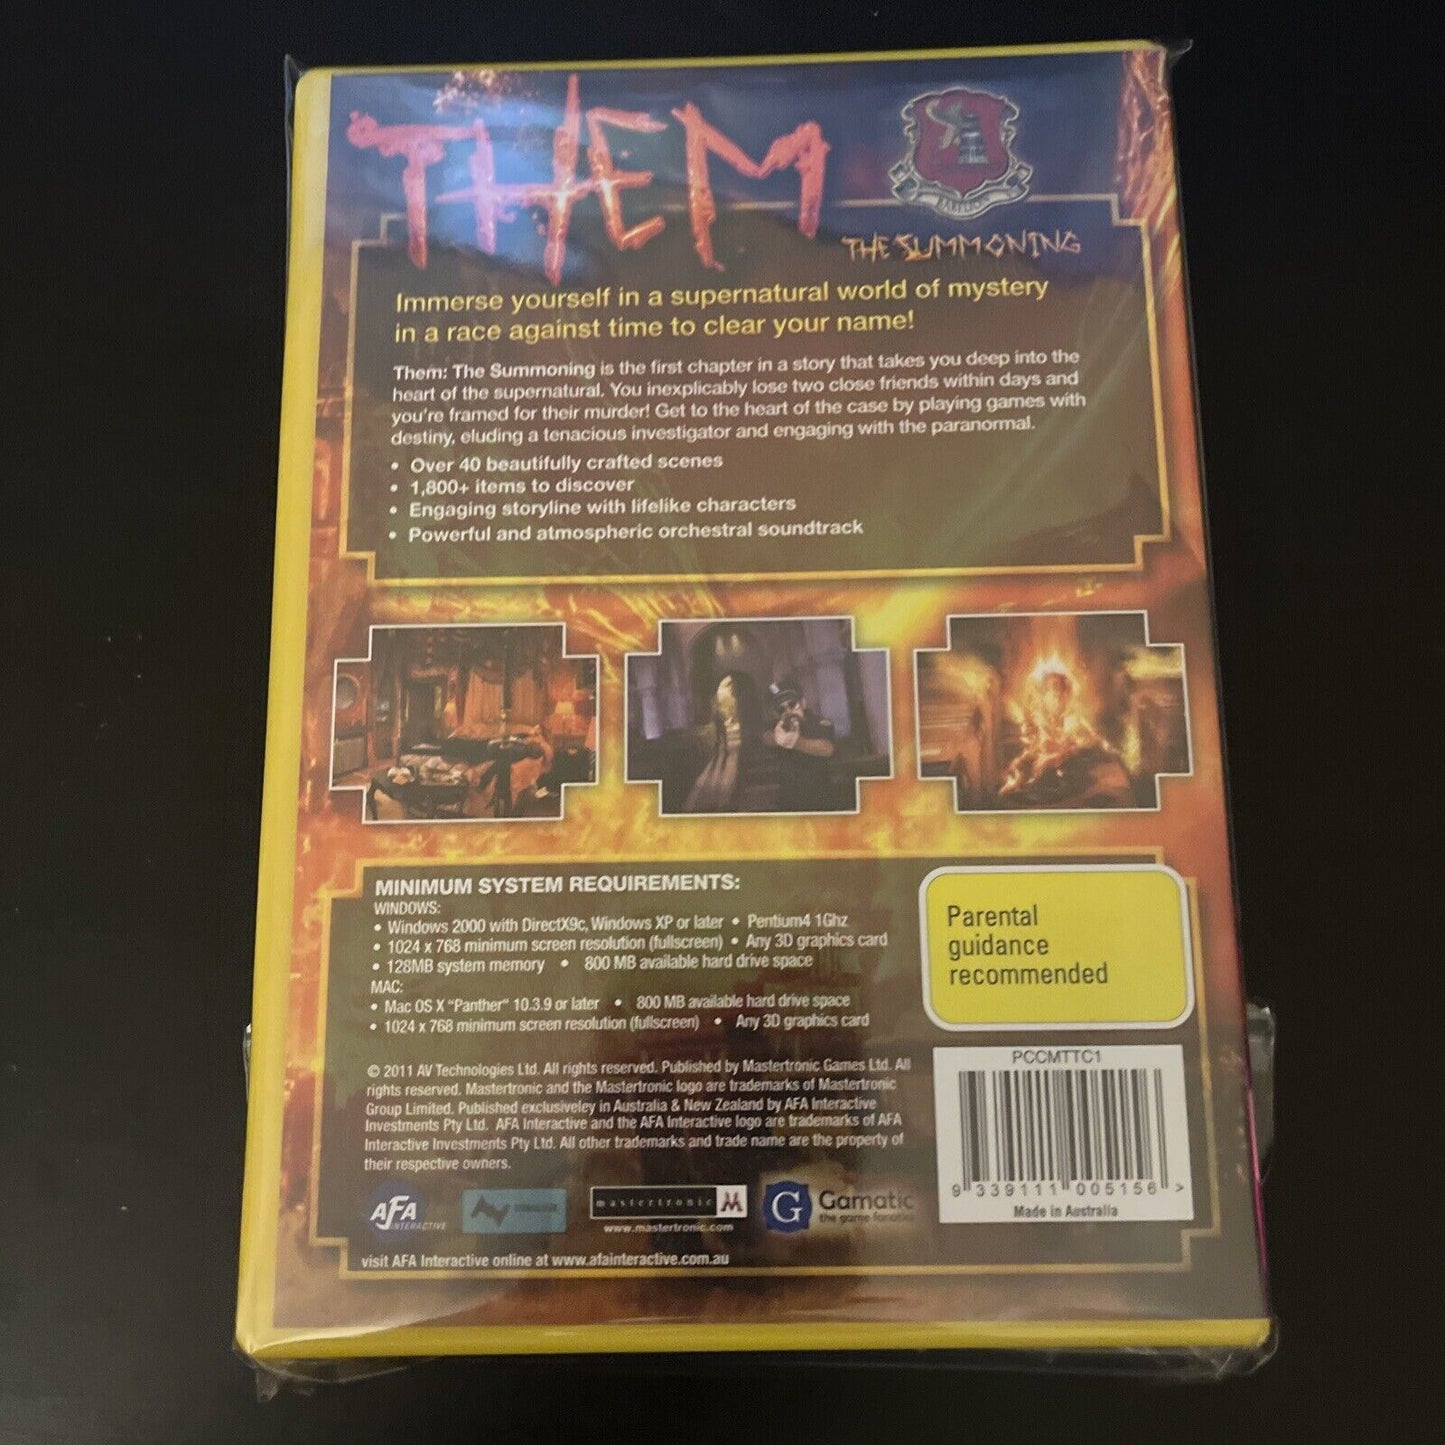 THEM
BABYLON
THE SUMMONING
Immerse yourself in a supernatural world of mystery
in a race against time to clear your name!
Them: The Summoning is the first chapter in a story that takes you deep into the
heart of the supernatural. You inexplicably lose two close friends within days and
you're framed for their murder! Get to the heart of the case by playing games with
destiny, eluding a tenacious investigator and engaging with the paranormal.
• Over 40 beautifully crafted scenes
• 1,800+ items to discover
• Engaging storyline with lifelike characters
• Powerful and atmospheric orchestral soundtrack
MINIMUM SYSTEM REQUIREMENTS:
WINDOWS:
• Windows 2000 with DirectX9c, Windows XP or later • Pentium4 1Ghz
• 1024 x 768 minimum screen resolution (fullscreen) • Any 3D graphics card
• 128MB system memory • 800 MB available hard drive space
MAC:
• Mac OS X "Panther" 10.3.9 or later • 800 MB available hard drive space
• 1024 x 768 minimum screen resolution (fullscreen) • Any 3D graphics card
Parental
guidance
recommended
© 2011 AV Technologies Ltd. All rights reserved. Published by Mastertronic Games Ltd. All
rights reserved. Mastertronic and the Mastertronic logo are trademarks of Mastertronic
Group Limited. Published exclusiveley in Australia & New Zealand by AFA Interactive
Investments Pty Ltd. AFA Interactive and the AFA Interactive logo are trademarks of AFA
Interactive Investments Pty Ltd. All other trademarks and trade name are the property of
their respective owners.
PCCMTTC1
9 339111 005156 >
Made in Australia
AFA INTERACTIVE
mastertronic M
www.mastertronic.com
G Gamatic
the game fanatic
visit AFA Interactive online at www.afainteractive.com.au